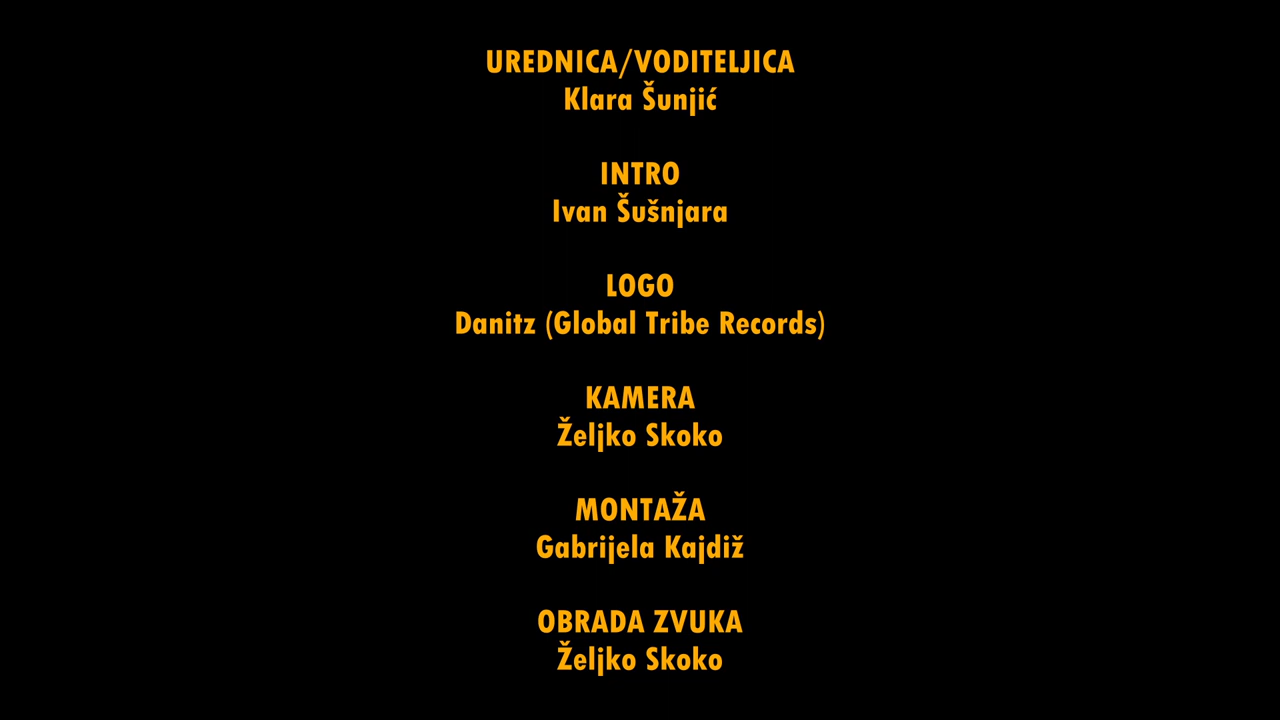 UREDNICA/VODITELJICA
Klara Šunjić
INTRO
Ivan Šušnjara
LOGO
Danitz (Global Tribe Records)
KAMERA
Željko Skoko
MONTAŽA
Gabrijela Kajdiž
OBRADA ZVUKA
Željko Skoko